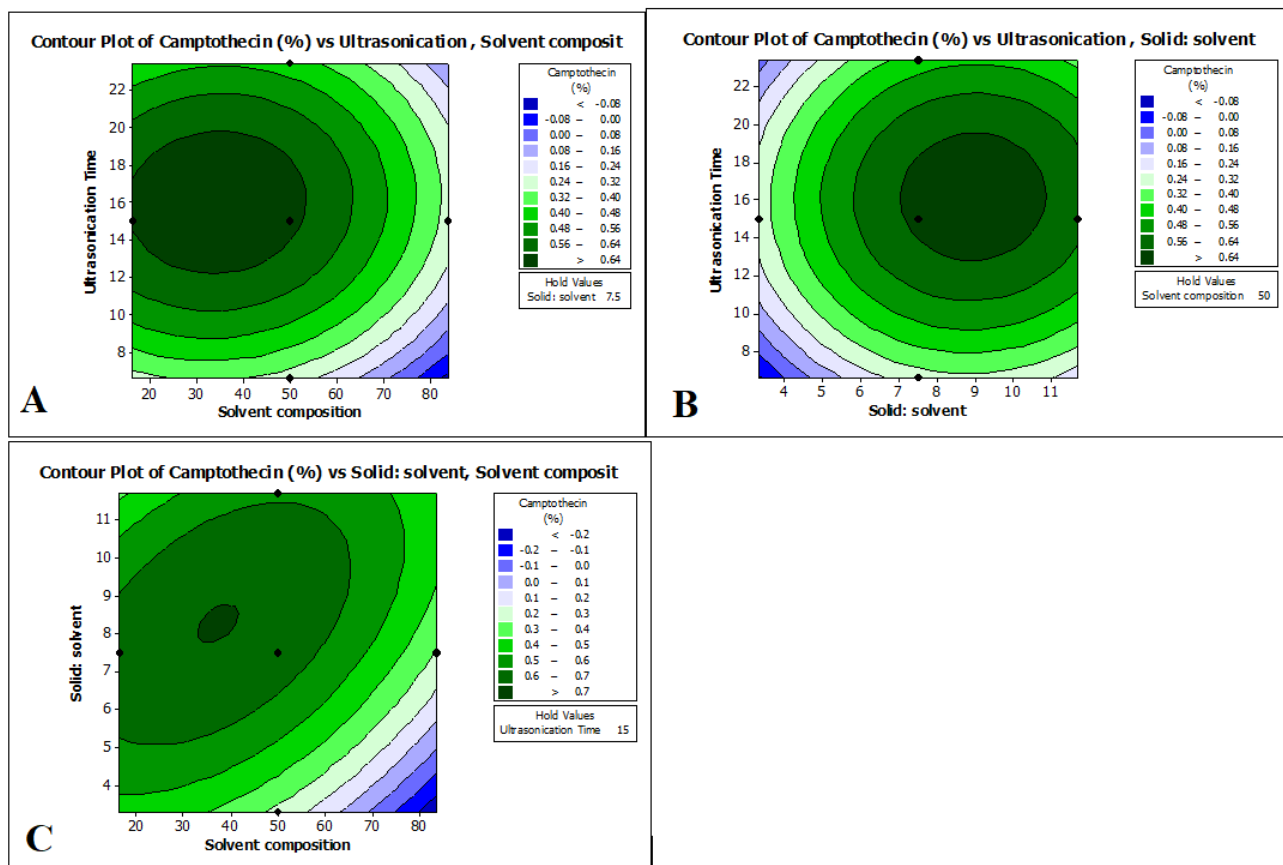 Contour Plot of Camptothecin (%) vs Ultrasonication , Solvent composit
Ultrasonication Time
22
20
18
16
14
12
10
8
20 30 40 50 60 70 80
Solvent composition
Camptothecin
(%)
< -0.08
-0.08 – 0.00
0.00 – 0.08
0.08 – 0.16
0.16 – 0.24
0.24 – 0.32
0.32 – 0.40
0.40 – 0.48
0.48 – 0.56
0.56 – 0.64
> 0.64
Hold Values
Solid: solvent 7.5
A
Contour Plot of Camptothecin (%) vs Ultrasonication , Solid: solvent
Ultrasonication Time
22
20
18
16
14
12
10
8
4 5 6 7 8 9 10 11
Solid: solvent
Camptothecin
(%)
< -0.08
-0.08 – 0.00
0.00 – 0.08
0.08 – 0.16
0.16 – 0.24
0.24 – 0.32
0.32 – 0.40
0.40 – 0.48
0.48 – 0.56
0.56 – 0.64
> 0.64
Hold Values
Solvent composition 50
B
Contour Plot of Camptothecin (%) vs Solid: solvent, Solvent composit
Solid: solvent
11
10
9
8
7
6
5
4
20 30 40 50 60 70 80
Solvent composition
Camptothecin
(%)
< -0.2
-0.2 – -0.1
-0.1 – 0.0
0.0 – 0.1
0.1 – 0.2
0.2 – 0.3
0.3 – 0.4
0.4 – 0.5
0.5 – 0.6
0.6 – 0.7
> 0.7
Hold Values
Ultrasonication Time 15
C